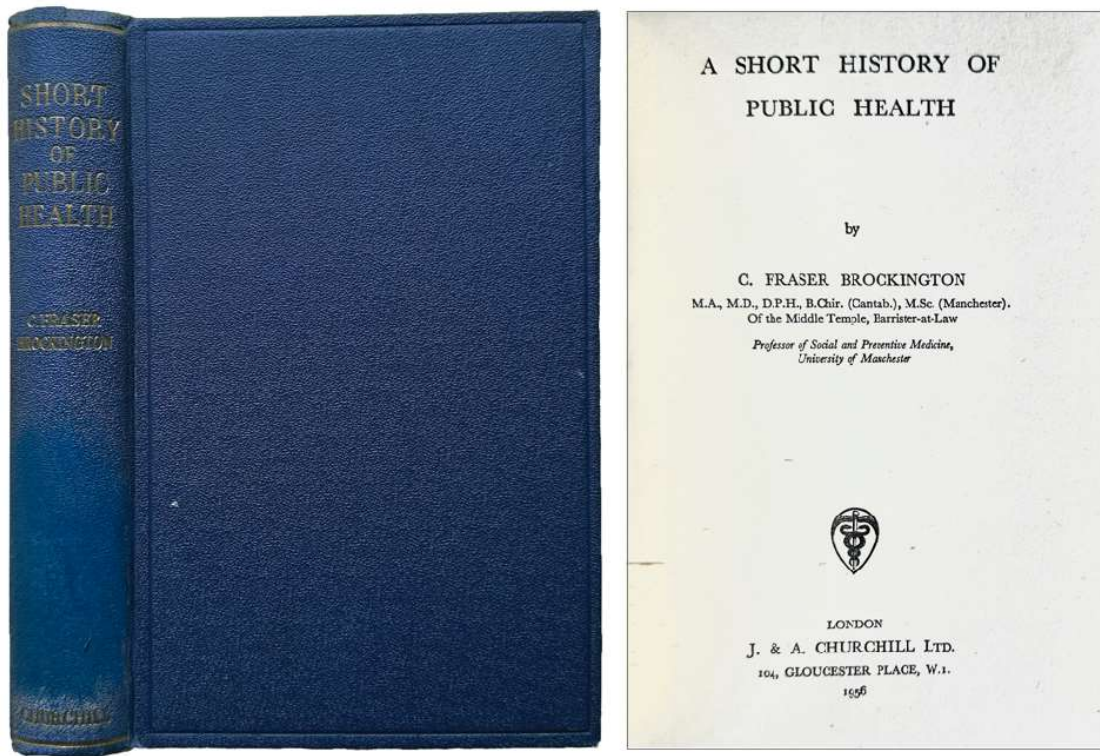 SHORT
HISTORY
OF
PUBLIC
HEALTH
C. FRASER
BROCKINGTON
CHURCHILL
A SHORT HISTORY OF
PUBLIC HEALTH
by
C. FRASER BROCKINGTON
M.A., M.D., D.P.H., B.Chir. (Cantab.), M.Sc. (Manchester).
Of the Middle Temple, Barrister-at-Law
Professor of Social and Preventive Medicine,
University of Manchester
LONDON
J. & A. CHURCHILL LTD.
104, GLOUCESTER PLACE, W.1.
1956